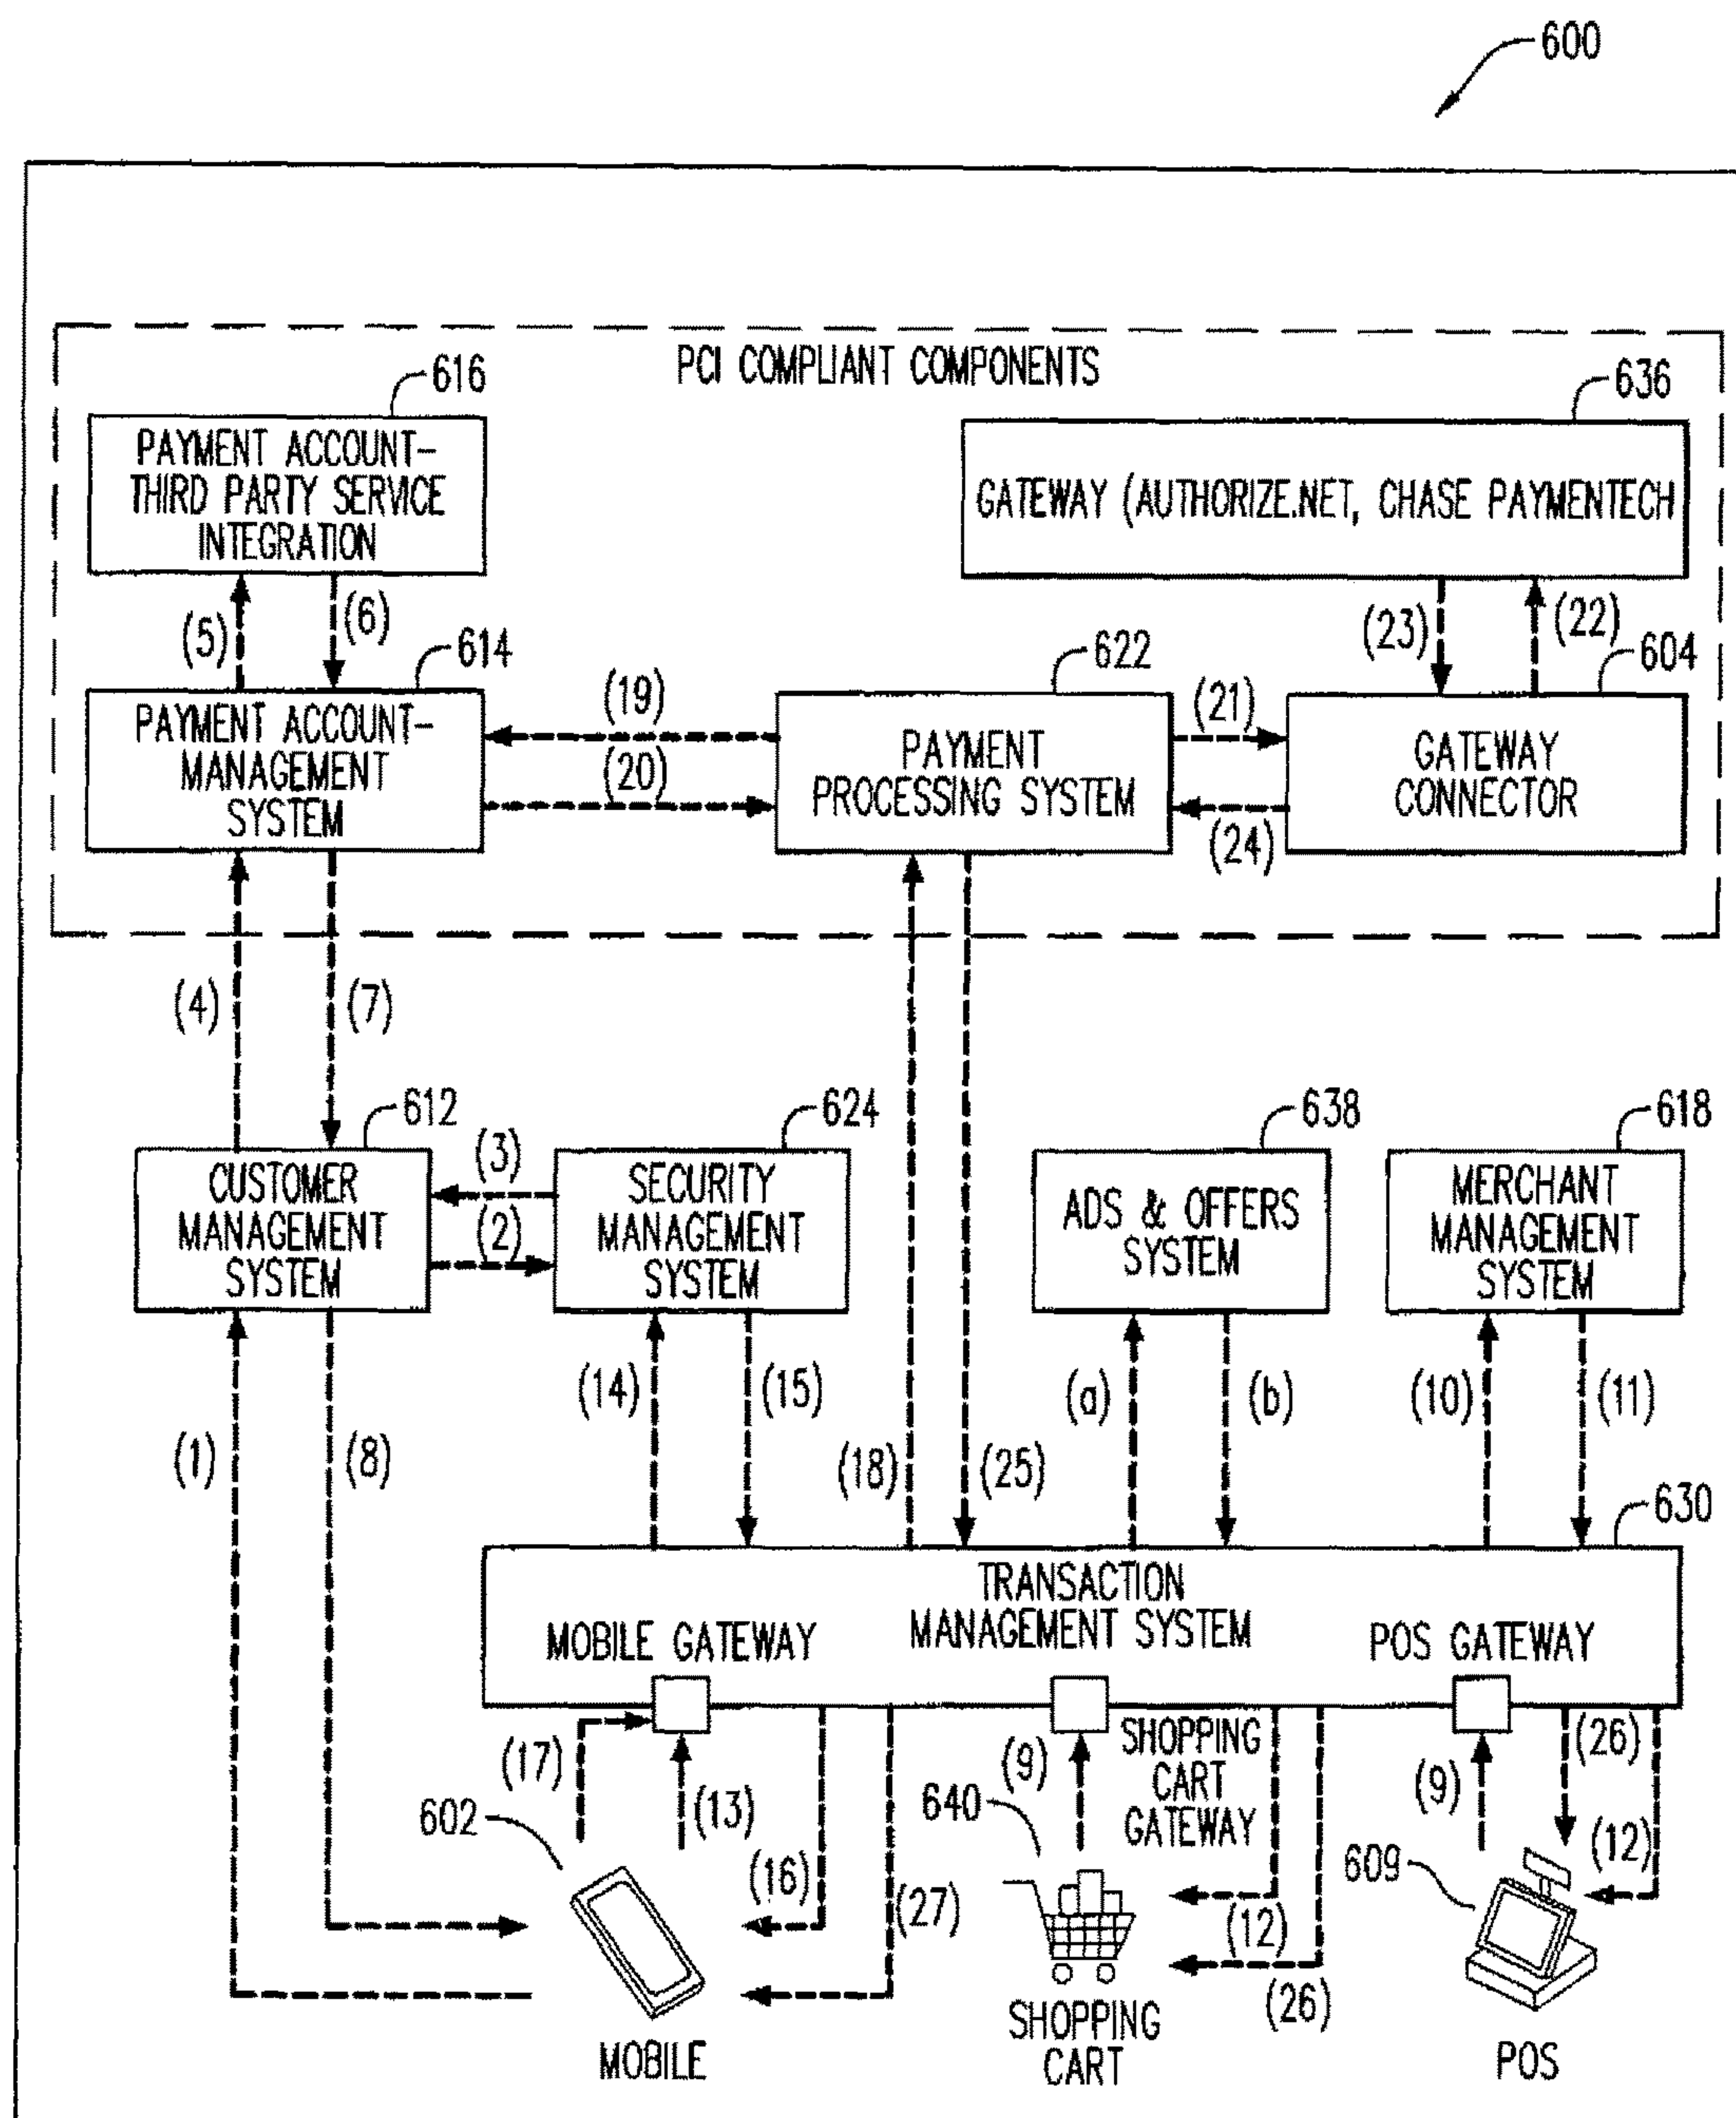 600
PCI COMPLIANT COMPONENTS
616
636
PAYMENT ACCOUNT-
THIRD PARTY SERVICE
INTEGRATION
GATEWAY (AUTHORIZE.NET, CHASE PAYMENTECH
(5)
(6)
(23)
(22)
614
622
604
PAYMENT ACCOUNT-
MANAGEMENT
SYSTEM
(19)
(20)
PAYMENT
PROCESSING SYSTEM
(21)
(24)
GATEWAY
CONNECTOR
(4)
(7)
612
624
638
618
CUSTOMER
MANAGEMENT
SYSTEM
(3)
(2)
SECURITY
MANAGEMENT
SYSTEM
ADS & OFFERS
SYSTEM
MERCHANT
MANAGEMENT
SYSTEM
(1)
(8)
(14)
(15)
(18)
(25)
(a)
(b)
(10)
(11)
630
TRANSACTION
MANAGEMENT SYSTEM
MOBILE GATEWAY
POS GATEWAY
(17)
(13)
(16)
(27)
(9)
SHOPPING
CART
GATEWAY
(12)
(26)
(9)
(26)
(12)
602
640
609
MOBILE
SHOPPING
CART
POS